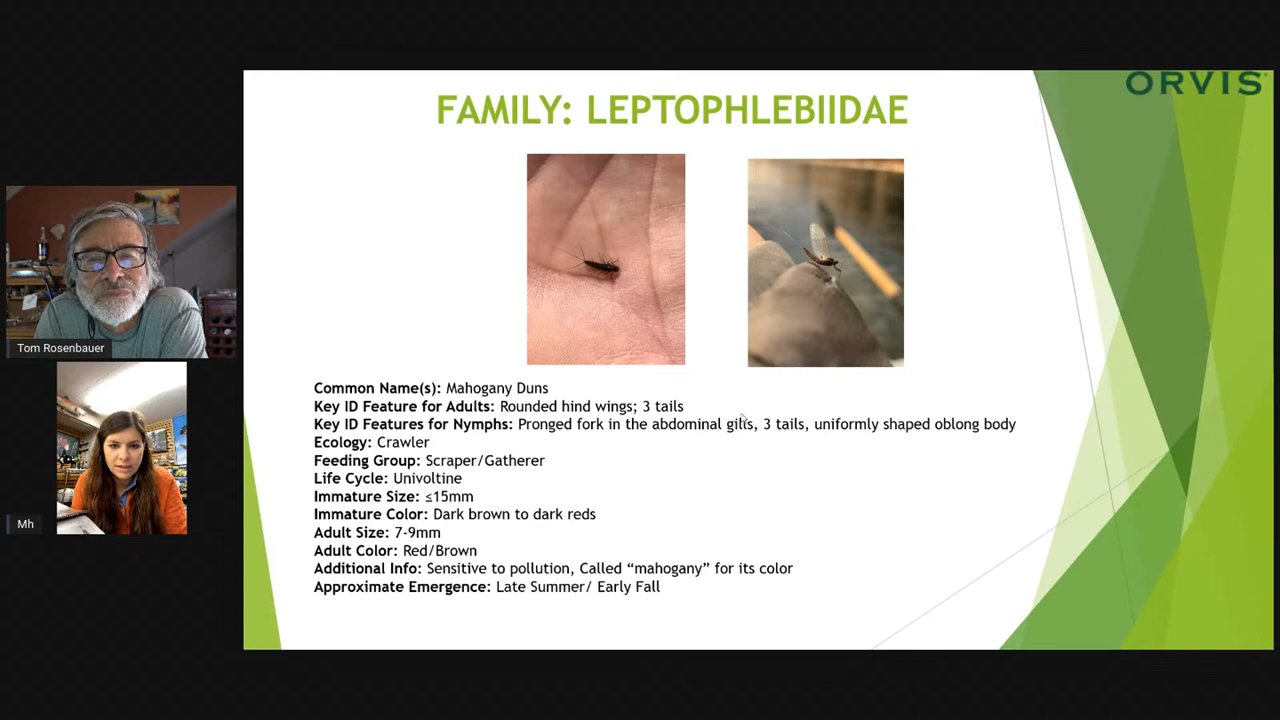 ORVIS
FAMILY: LEPTOPHLEBIIDAE
Tom Rosenbauer
Mh
Common Name(s): Mahogany Duns
Key ID Feature for Adults: Rounded hind wings; 3 tails
Key ID Features for Nymphs: Pronged fork in the abdominal gills, 3 tails, uniformly shaped oblong body
Ecology: Crawler
Feeding Group: Scraper/Gatherer
Life Cycle: Univoltine
Immature Size: ≤15mm
Immature Color: Dark brown to dark reds
Adult Size: 7-9mm
Adult Color: Red/Brown
Additional Info: Sensitive to pollution, Called “mahogany” for its color
Approximate Emergence: Late Summer/ Early Fall